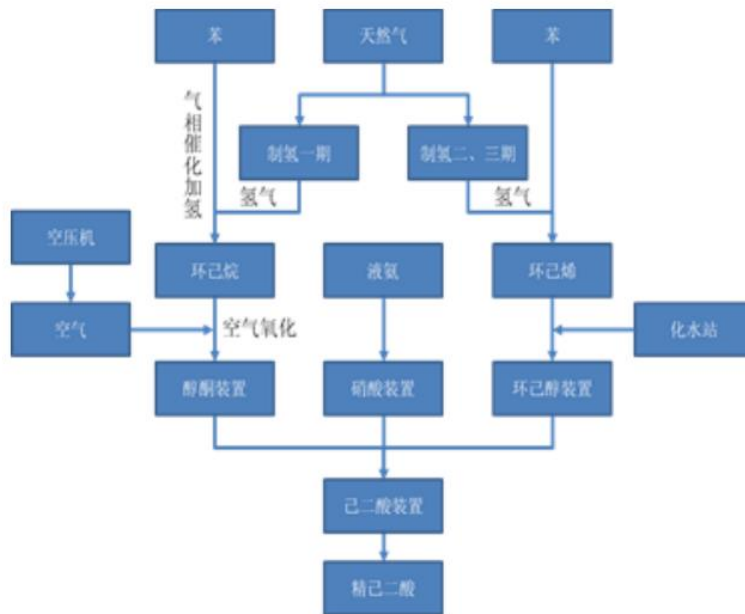 苯
天然气
苯
气相催化加氢
制氢一期
制氢二、三期
氢气
氢气
空压机
环己烷
液氨
环己烯
空气
空气氧化
化水站
醇酮装置
硝酸装置
环己醇装置
己二酸装置
精己二酸